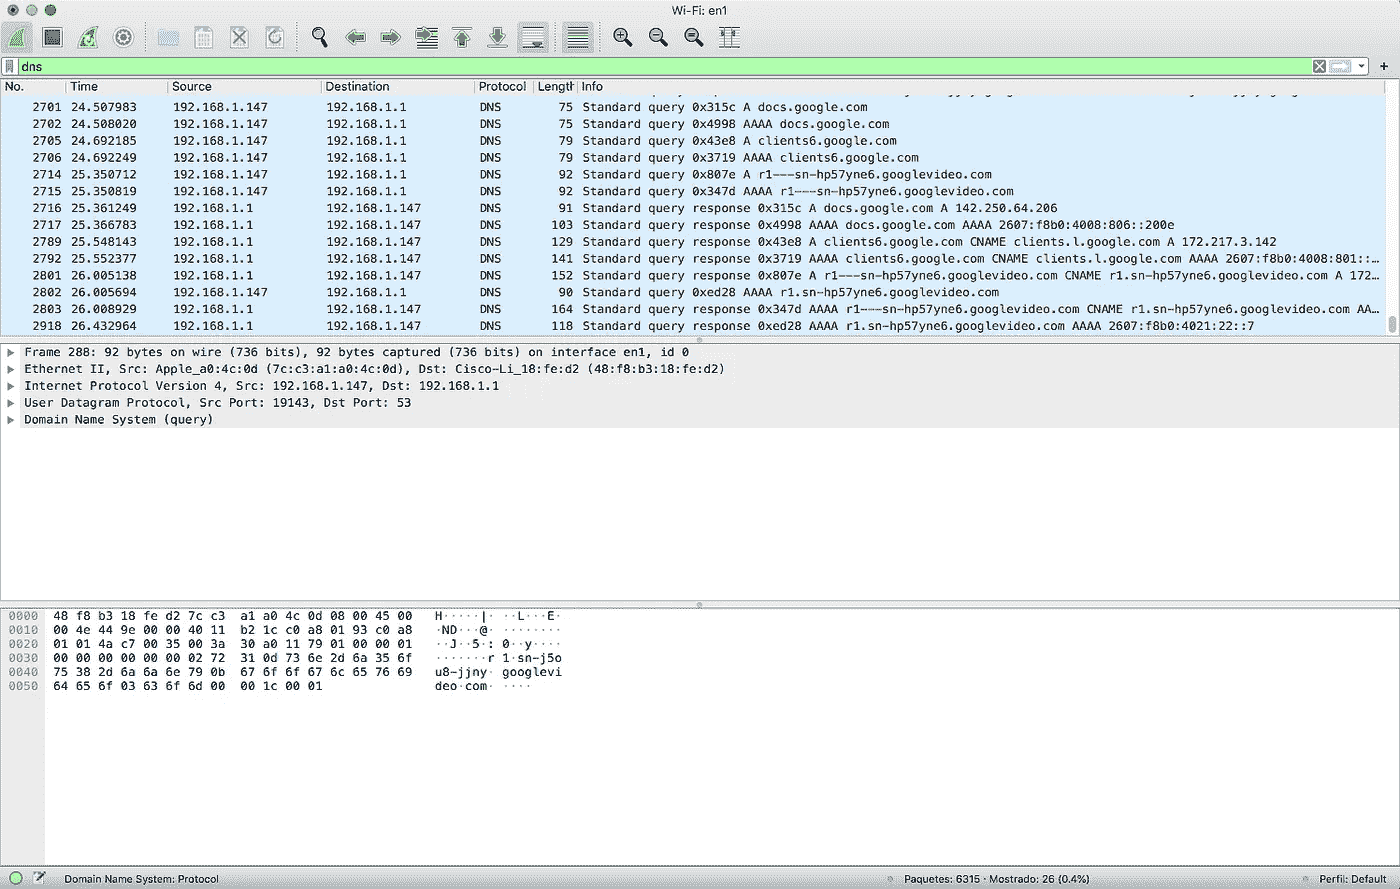 Wi-Fi: en1
dns
+
No. Time Source Destination Protocol Length Info
2701 24.507983 192.168.1.147 192.168.1.1 DNS 75 Standard query 0x315c A docs.google.com
2702 24.508020 192.168.1.147 192.168.1.1 DNS 75 Standard query 0x4998 AAAA docs.google.com
2705 24.692185 192.168.1.147 192.168.1.1 DNS 79 Standard query 0x43e8 A clients6.google.com
2706 24.692249 192.168.1.147 192.168.1.1 DNS 79 Standard query 0x3719 AAAA clients6.google.com
2714 25.350712 192.168.1.147 192.168.1.1 DNS 92 Standard query 0x807e A r1---sn-hp57yne6.googlevideo.com
2715 25.350819 192.168.1.147 192.168.1.1 DNS 92 Standard query 0x347d AAAA r1---sn-hp57yne6.googlevideo.com
2716 25.361249 192.168.1.1 192.168.1.147 DNS 91 Standard query response 0x315c A docs.google.com A 142.250.64.206
2717 25.366783 192.168.1.1 192.168.1.147 DNS 103 Standard query response 0x4998 AAAA docs.google.com AAAA 2607:f8b0:4008:806::200e
2789 25.548143 192.168.1.1 192.168.1.147 DNS 129 Standard query response 0x43e8 A clients6.google.com CNAME clients.l.google.com A 172.217.3.142
2792 25.552377 192.168.1.1 192.168.1.147 DNS 141 Standard query response 0x3719 AAAA clients6.google.com CNAME clients.l.google.com AAAA 2607:f8b0:4008:801::…
2801 26.005138 192.168.1.1 192.168.1.147 DNS 152 Standard query response 0x807e A r1---sn-hp57yne6.googlevideo.com CNAME r1.sn-hp57yne6.googlevideo.com A 172…
2802 26.005694 192.168.1.147 192.168.1.1 DNS 90 Standard query 0xed28 AAAA r1.sn-hp57yne6.googlevideo.com
2803 26.008929 192.168.1.1 192.168.1.147 DNS 164 Standard query response 0x347d AAAA r1---sn-hp57yne6.googlevideo.com CNAME r1.sn-hp57yne6.googlevideo.com AA…
2918 26.432964 192.168.1.1 192.168.1.147 DNS 118 Standard query response 0xed28 AAAA r1.sn-hp57yne6.googlevideo.com AAAA 2607:f8b0:4021:22::7
Frame 288: 92 bytes on wire (736 bits), 92 bytes captured (736 bits) on interface en1, id 0
Ethernet II, Src: Apple_a0:4c:0d (7c:c3:a1:a0:4c:0d), Dst: Cisco-Li_18:fe:d2 (48:f8:b3:18:fe:d2)
Internet Protocol Version 4, Src: 192.168.1.147, Dst: 192.168.1.1
User Datagram Protocol, Src Port: 19143, Dst Port: 53
Domain Name System (query)
0000 48 f8 b3 18 fe d2 7c c3 a1 a0 4c 0d 08 00 45 00 H·····|· ··L···E·
0010 00 4e 44 9e 00 00 40 11 b2 1c c0 a8 01 93 c0 a8 ·ND···@· ········
0020 01 01 4a c7 00 35 00 3a 30 a0 11 79 01 00 00 01 ··J··5·: 0··y····
0030 00 00 00 00 00 00 02 72 31 0d 73 6e 2d 6a 35 6f ·······r 1·sn-j5o
0040 75 38 2d 6a 6a 6e 79 0b 67 6f 6f 67 6c 65 76 69 u8-jjny· googlevi
0050 64 65 6f 03 63 6f 6d 00 00 1c 00 01 deo·com· ····
Domain Name System: Protocol Paquetes: 6315 · Mostrado: 26 (0.4%) Perfil: Default